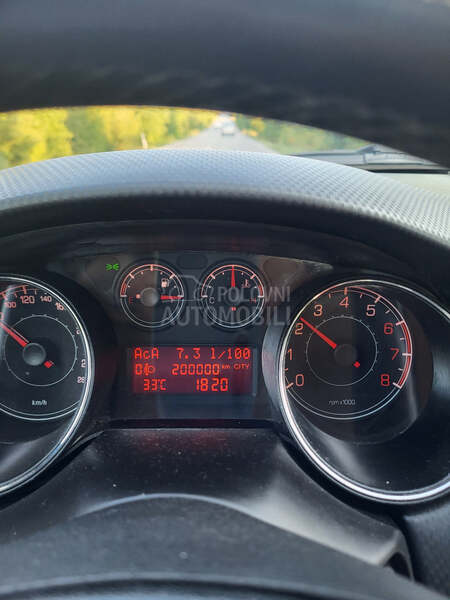 POLOVNI
AUTOMOBILI
100 120 140
km/h
0 1 2 3 4 5 6 7 8
rpm x 1000
AcA 7.3 l/100
200000 km CITY
33°C 18:20